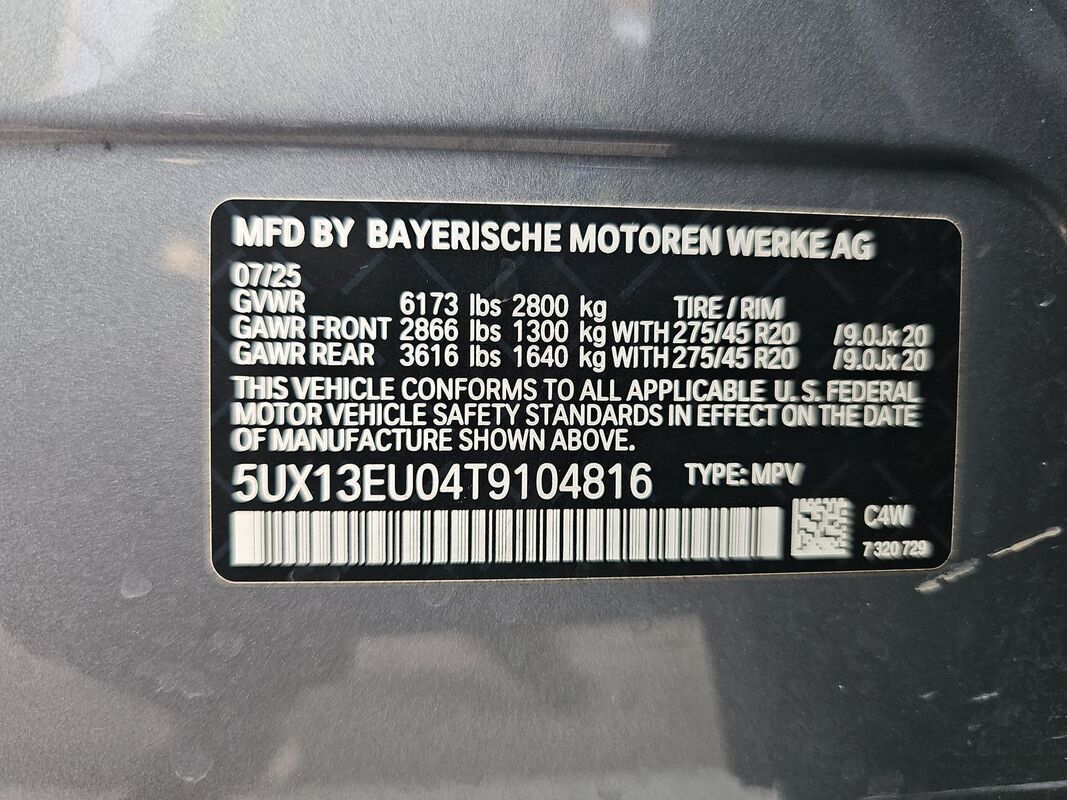 MFD BY BAYERISCHE MOTOREN WERKE AG
07/25
GVWR 6173 lbs 2800 kg TIRE / RIM
GAWR FRONT 2866 lbs 1300 kg WITH 275/45 R20 /9.0Jx20
GAWR REAR 3616 lbs 1640 kg WITH 275/45 R20 /9.0Jx20
THIS VEHICLE CONFORMS TO ALL APPLICABLE U.S. FEDERAL
MOTOR VEHICLE SAFETY STANDARDS IN EFFECT ON THE DATE
OF MANUFACTURE SHOWN ABOVE.
5UX13EU04T9104816 TYPE: MPV
C4W
7 320 729